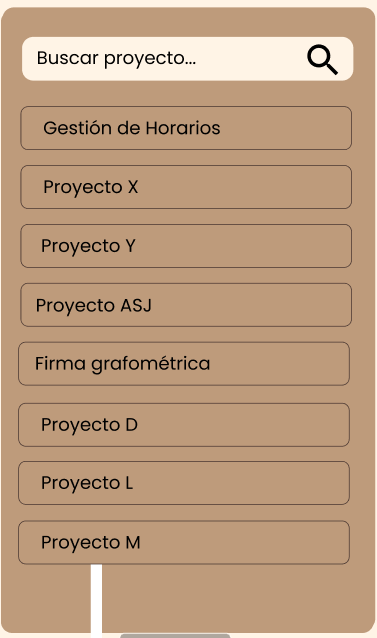 Buscar proyecto...
Gestión de Horarios
Proyecto X
Proyecto Y
Proyecto ASJ
Firma grafométrica
Proyecto D
Proyecto L
Proyecto M